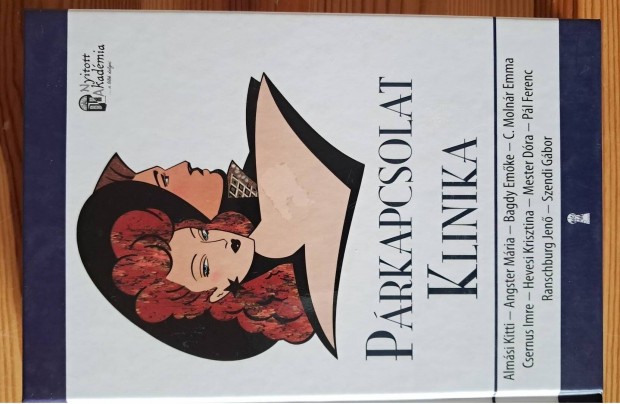 Nyitott
Akadémia
PÁRKAPCSOLAT
KLINIKA
Almási Kitti – Angster Mária – Bagdy Emőke – C. Molnár Emma
Csernus Imre – Hevesi Krisztina – Mester Dóra – Pál Ferenc
Ranschburg Jenő – Szendi Gábor